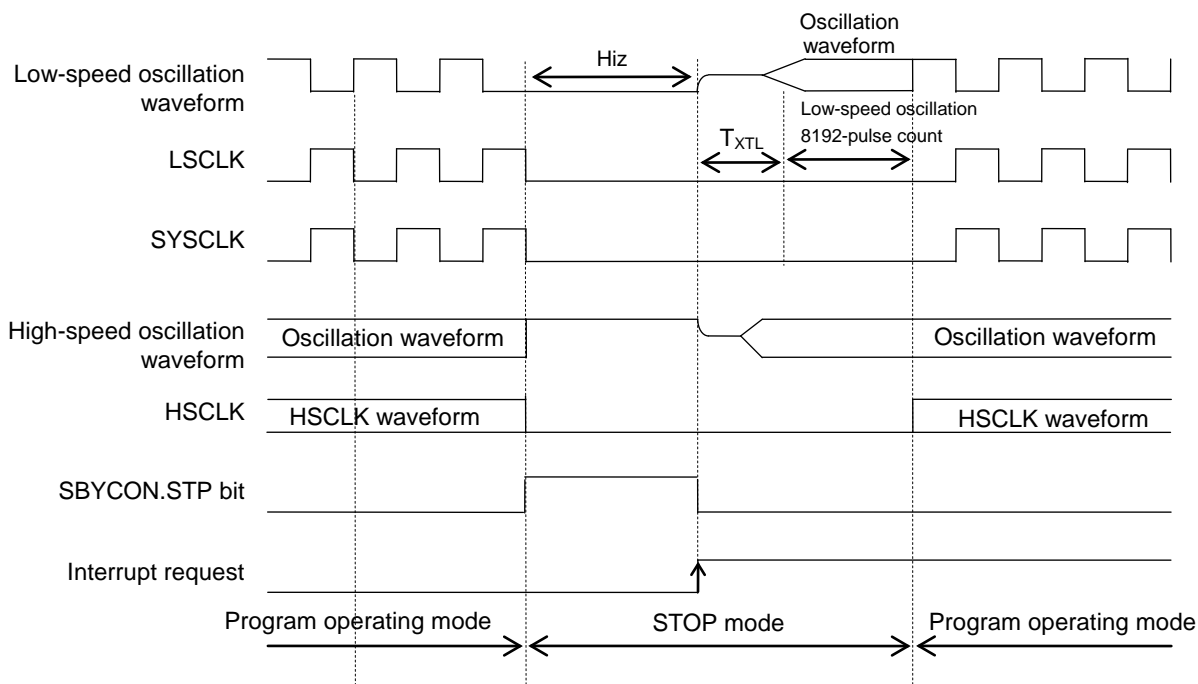 Oscillation
waveform
Low-speed oscillation
waveform
Hiz
Low-speed oscillation
8192-pulse count
TXTL
LSCLK
SYSCLK
High-speed oscillation
waveform
Oscillation waveform
Oscillation waveform
HSCLK
HSCLK waveform
HSCLK waveform
SBYCON.STP bit
Interrupt request
Program operating mode
STOP mode
Program operating mode